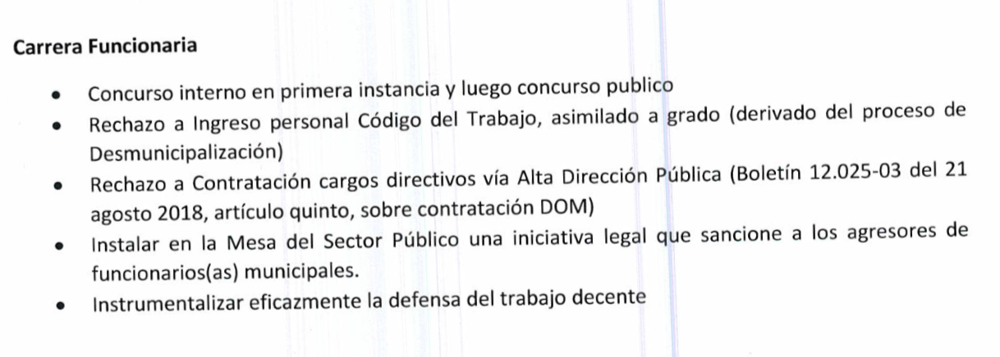 Carrera Funcionaria
• Concurso interno en primera instancia y luego concurso publico
• Rechazo a Ingreso personal Código del Trabajo, asimilado a grado (derivado del proceso de
Desmunicipalización)
• Rechazo a Contratación cargos directivos vía Alta Dirección Pública (Boletín 12.025-03 del 21
agosto 2018, artículo quinto, sobre contratación DOM)
• Instalar en la Mesa del Sector Público una iniciativa legal que sancione a los agresores de
funcionarios(as) municipales.
• Instrumentalizar eficazmente la defensa del trabajo decente